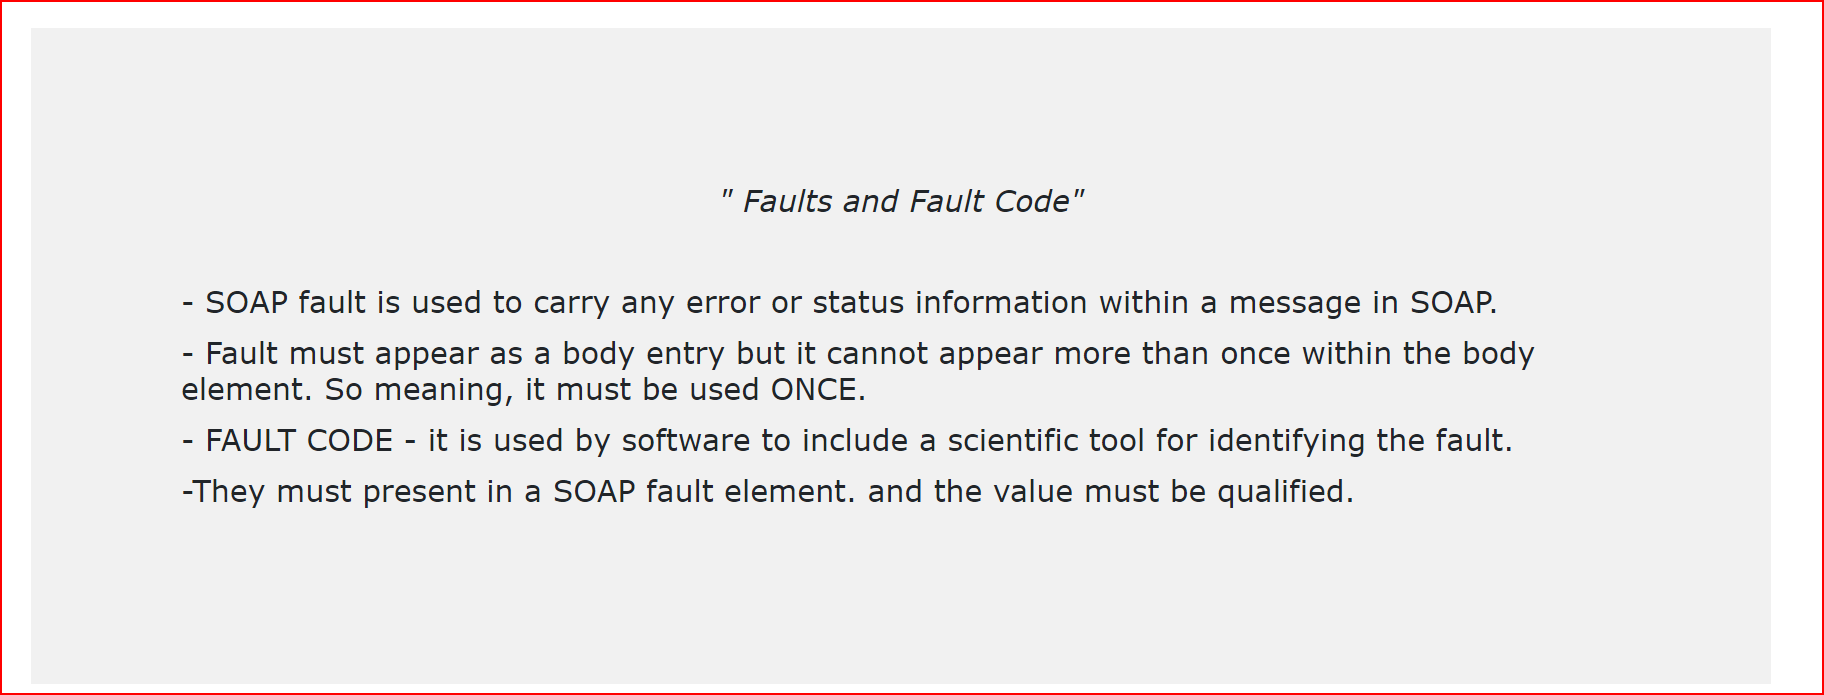 " Faults and Fault Code"
- SOAP fault is used to carry any error or status information within a message in SOAP.
- Fault must appear as a body entry but it cannot appear more than once within the body
element. So meaning, it must be used ONCE.
- FAULT CODE - it is used by software to include a scientific tool for identifying the fault.
-They must present in a SOAP fault element. and the value must be qualified.